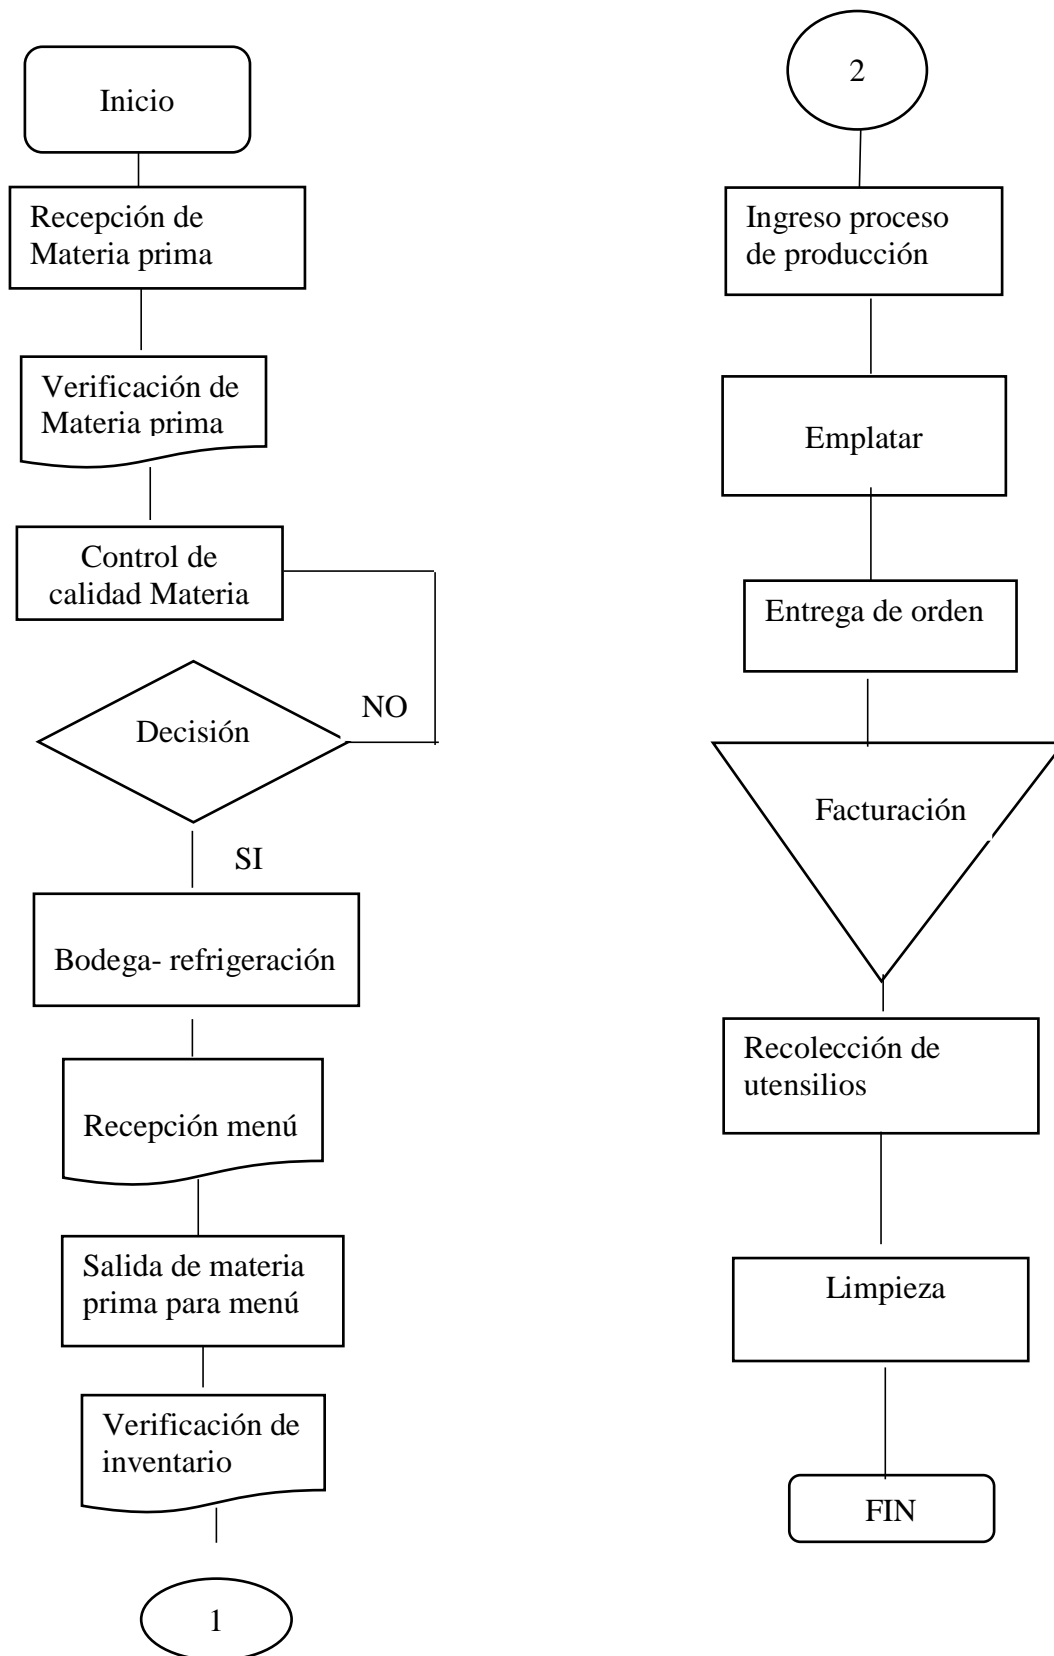 Inicio
Recepción de
Materia prima
Verificación de
Materia prima
Control de
calidad Materia
Decisión
NO
SI
Bodega- refrigeración
Recepción menú
Salida de materia
prima para menú
Verificación de
inventario
1
2
Ingreso proceso
de producción
Emplatar
Entrega de orden
Facturación
Recolección de
utensilios
Limpieza
FIN